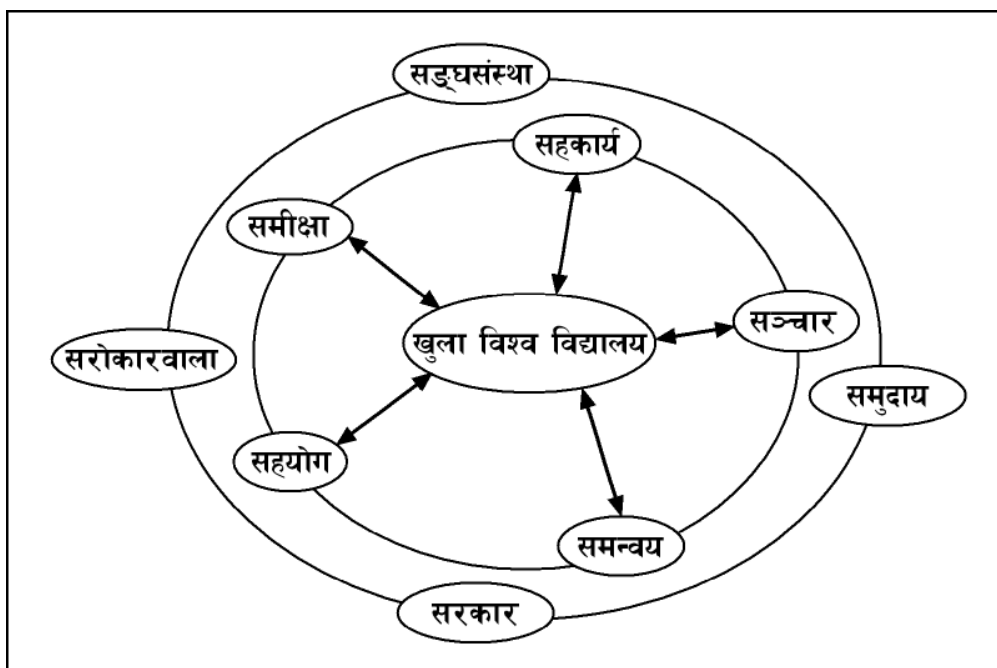 सङ्घसंस्था
सहकार्य
समीक्षा
सञ्चार
खुला विश्व विद्यालय
सरोकारवाला
समुदाय
सहयोग
समन्वय
सरकार